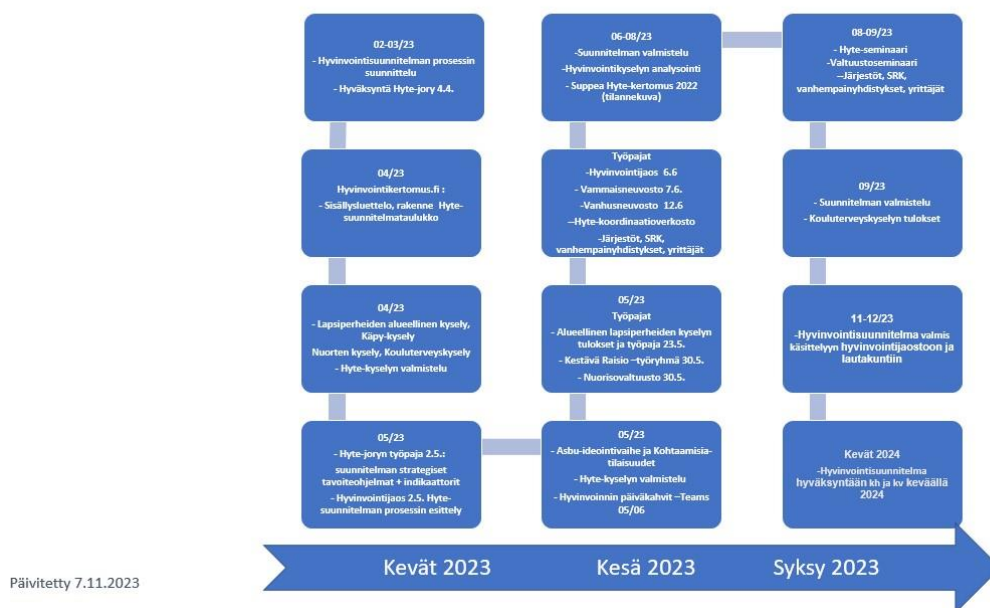 02-03/23
- Hyvinvointisuunnitelman prosessin
suunnittelu
- Hyväksyntä Hyte-jory 4.4.
04/23
Hyvinvointikertomus.fi :
- Sisällysluettelo, rakenne Hyte-
suunnitelmataulukko
04/23
- Lapsiperheiden alueellinen kysely,
Käpy-kysely
Nuorten kysely, Kouluterveyskysely
- Hyte-kyselyn valmistelu
05/23
- Hyte-joryn työpaja 2.5.:
suunnitelman strategiset
tavoiteohjelmat + indikaattorit
- Hyvinvointijaos 2.5. Hyte-
suunnitelman prosessin esittely
05/23
- Asbu-ideointivaihe ja Kohtaamisia-
tilaisuudet
- Hyte-kyselyn valmistelu
- Hyvinvoinnin päiväkahvit –Teams
05/06
05/23
Työpajat
- Alueellinen lapsiperheiden kyselyn
tulokset ja työpaja 23.5.
- Kestävä Raisio –työryhmä 30.5.
- Nuorisovaltuusto 30.5.
Työpajat
-Hyvinvointijaos 6.6
- Vammaisneuvosto 7.6.
-Vanhusneuvosto 12.6
--Hyte-koordinaatioverkosto
-Järjestöt, SRK,
vanhempainyhdistykset, yrittäjät
06-08/23
-Suunnitelman valmistelu
-Hyvinvointikyselyn analysointi
- Suppea Hyte-kertomus 2022
(tilannekuva)
08-09/23
- Hyte-seminaari
-Valtuustoseminaari
--Järjestöt, SRK,
vanhempainyhdistykset, yrittäjät
09/23
- Suunnitelman valmistelu
- Kouluterveyskyselyn tulokset
11-12/23
-Hyvinvointisuunnitelma valmis
käsittelyyn hyvinvointijaostoon ja
lautakuntiin
Kevät 2024
-Hyvinvointisuunnitelma
hyväksyntään kh ja kv keväällä
2024
Kevät 2023
Kesä 2023
Syksy 2023
Päivitetty 7.11.2023